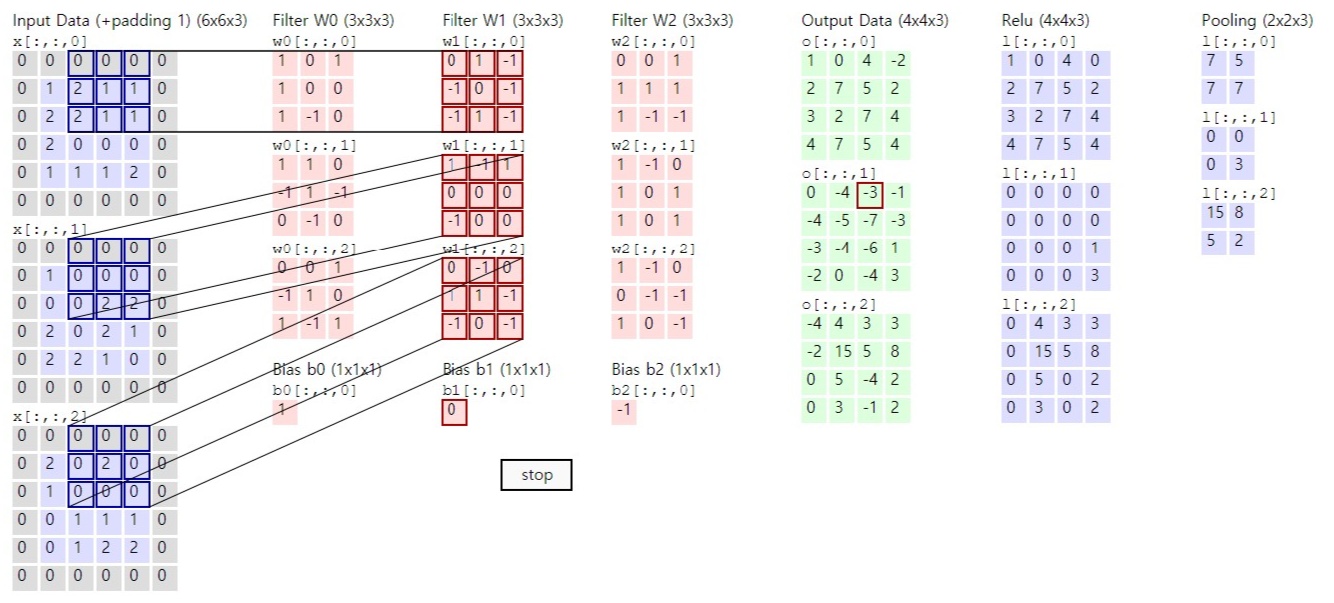 Input Data (+padding 1) (6x6x3)
x[:,:,0]
0 0 0 0 0 0
0 1 2 1 1 0
0 2 2 1 1 0
0 2 0 0 0 0
0 1 1 1 2 0
0 0 0 0 0 0
x[:,:,1]
0 0 0 0 0 0
0 1 0 0 0 0
0 0 0 2 2 0
0 2 0 2 1 0
0 2 2 1 0 0
0 0 0 0 0 0
x[:,:,2]
0 0 0 0 0 0
0 2 0 2 0 0
0 1 0 0 0 0
0 0 1 1 1 0
0 0 1 2 2 0
0 0 0 0 0 0
Filter W0 (3x3x3)
w0[:,:,0]
1 0 1
1 0 0
1 -1 0
w0[:,:,1]
1 1 0
-1 1 -1
0 -1 0
w0[:,:,2]
0 0 1
-1 1 0
1 -1 1
Bias b0 (1x1x1)
b0[:,:,0]
1
Filter W1 (3x3x3)
w1[:,:,0]
0 1 -1
-1 0 -1
-1 1 -1
w1[:,:,1]
1 -1 1
0 0 0
-1 0 0
w1[:,:,2]
0 -1 0
1 1 -1
-1 0 -1
Bias b1 (1x1x1)
b1[:,:,0]
0
stop
Filter W2 (3x3x3)
w2[:,:,0]
0 0 1
1 1 1
1 -1 -1
w2[:,:,1]
1 -1 0
1 0 1
1 0 1
w2[:,:,2]
1 -1 0
0 -1 -1
1 0 -1
Bias b2 (1x1x1)
b2[:,:,0]
-1
Output Data (4x4x3)
o[:,:,0]
1 0 4 -2
2 7 5 2
3 2 7 4
4 7 5 4
o[:,:,1]
0 -4 -3 -1
-4 -5 -7 -3
-3 -4 -6 1
-2 0 -4 3
o[:,:,2]
-4 4 3 3
-2 15 5 8
0 5 -4 2
0 3 -1 2
Relu (4x4x3)
l[:,:,0]
1 0 4 0
2 7 5 2
3 2 7 4
4 7 5 4
l[:,:,1]
0 0 0 0
0 0 0 0
0 0 0 1
0 0 0 3
l[:,:,2]
0 4 3 3
0 15 5 8
0 5 0 2
0 3 0 2
Pooling (2x2x3)
l[:,:,0]
7 5
7 7
l[:,:,1]
0 0
0 3
l[:,:,2]
15 8
5 2